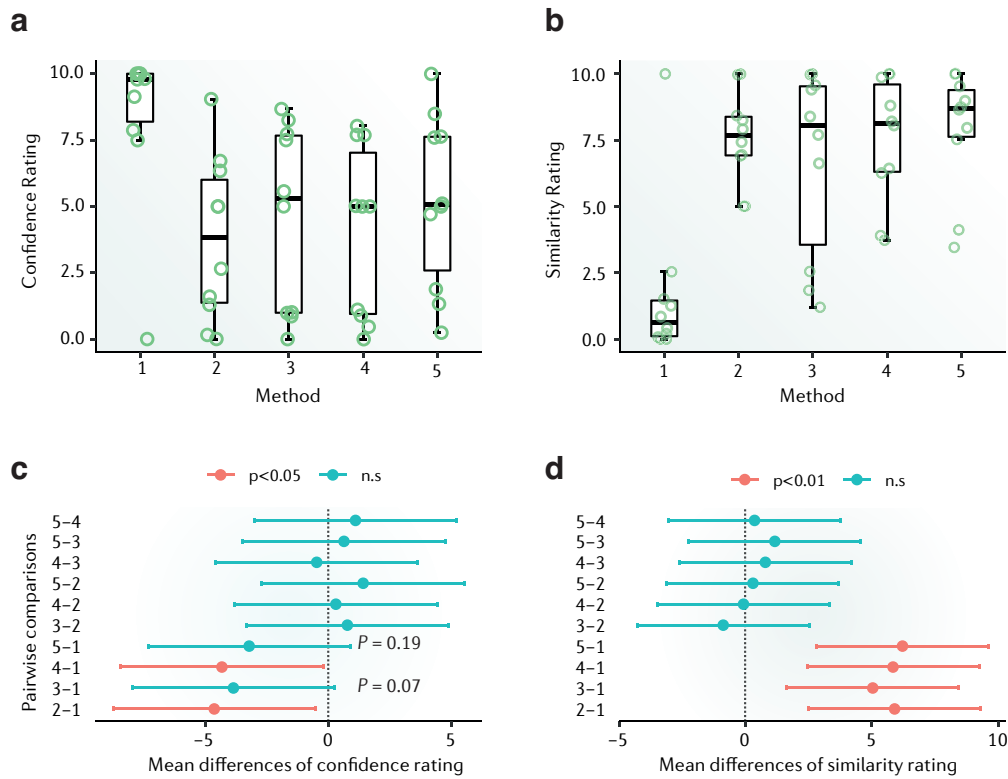 a
10.0
7.5
5.0
2.5
0.0
Confidence Rating
1 2 3 4 5
Method
b
10.0
7.5
5.0
2.5
0.0
Similarity Rating
1 2 3 4 5
Method
c
p<0.05 n.s
Pairwise comparisons
5–4
5–3
4–3
5–2
4–2
3–2
5–1
4–1
3–1
2–1
P = 0.19
P = 0.07
−5 0 5
Mean differences of confidence rating
d
p<0.01 n.s
5–4
5–3
4–3
5–2
4–2
3–2
5–1
4–1
3–1
2–1
−5 0 5 10
Mean differences of similarity rating